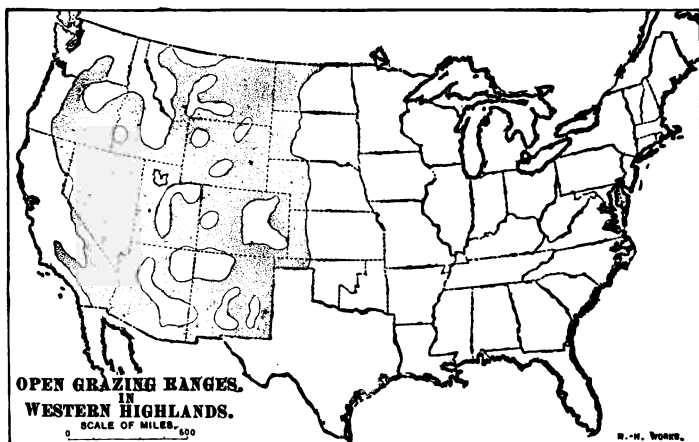 OPEN GRAZING RANGES.
IN
WESTERN HIGHLANDS.
SCALE OF MILES.
0 500
R.-N. WORKS.